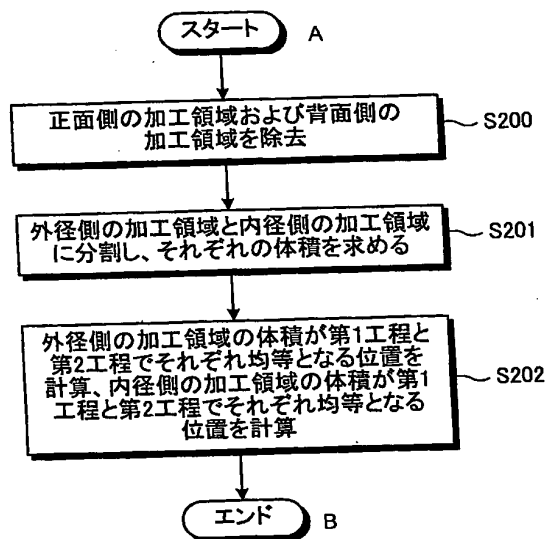 スタート A
正面側の加工領域および背面側の
加工領域を除去
S200
外径側の加工領域と内径側の加工領域
に分割し、それぞれの体積を求める
S201
外径側の加工領域の体積が第1工程と
第2工程でそれぞれ均等となる位置を
計算、内径側の加工領域の体積が第1
工程と第2工程でそれぞれ均等となる
位置を計算
S202
エンド B